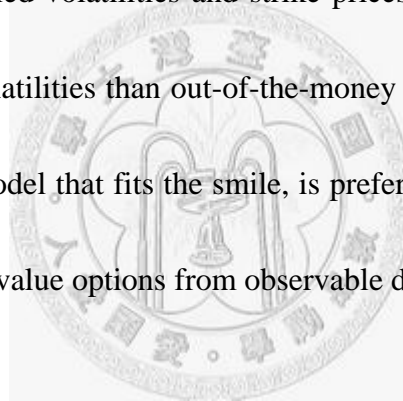 ied volatilities and strike prices
atilities than out-of-the-money
odel that fits the smile, is prefer
value options from observable d